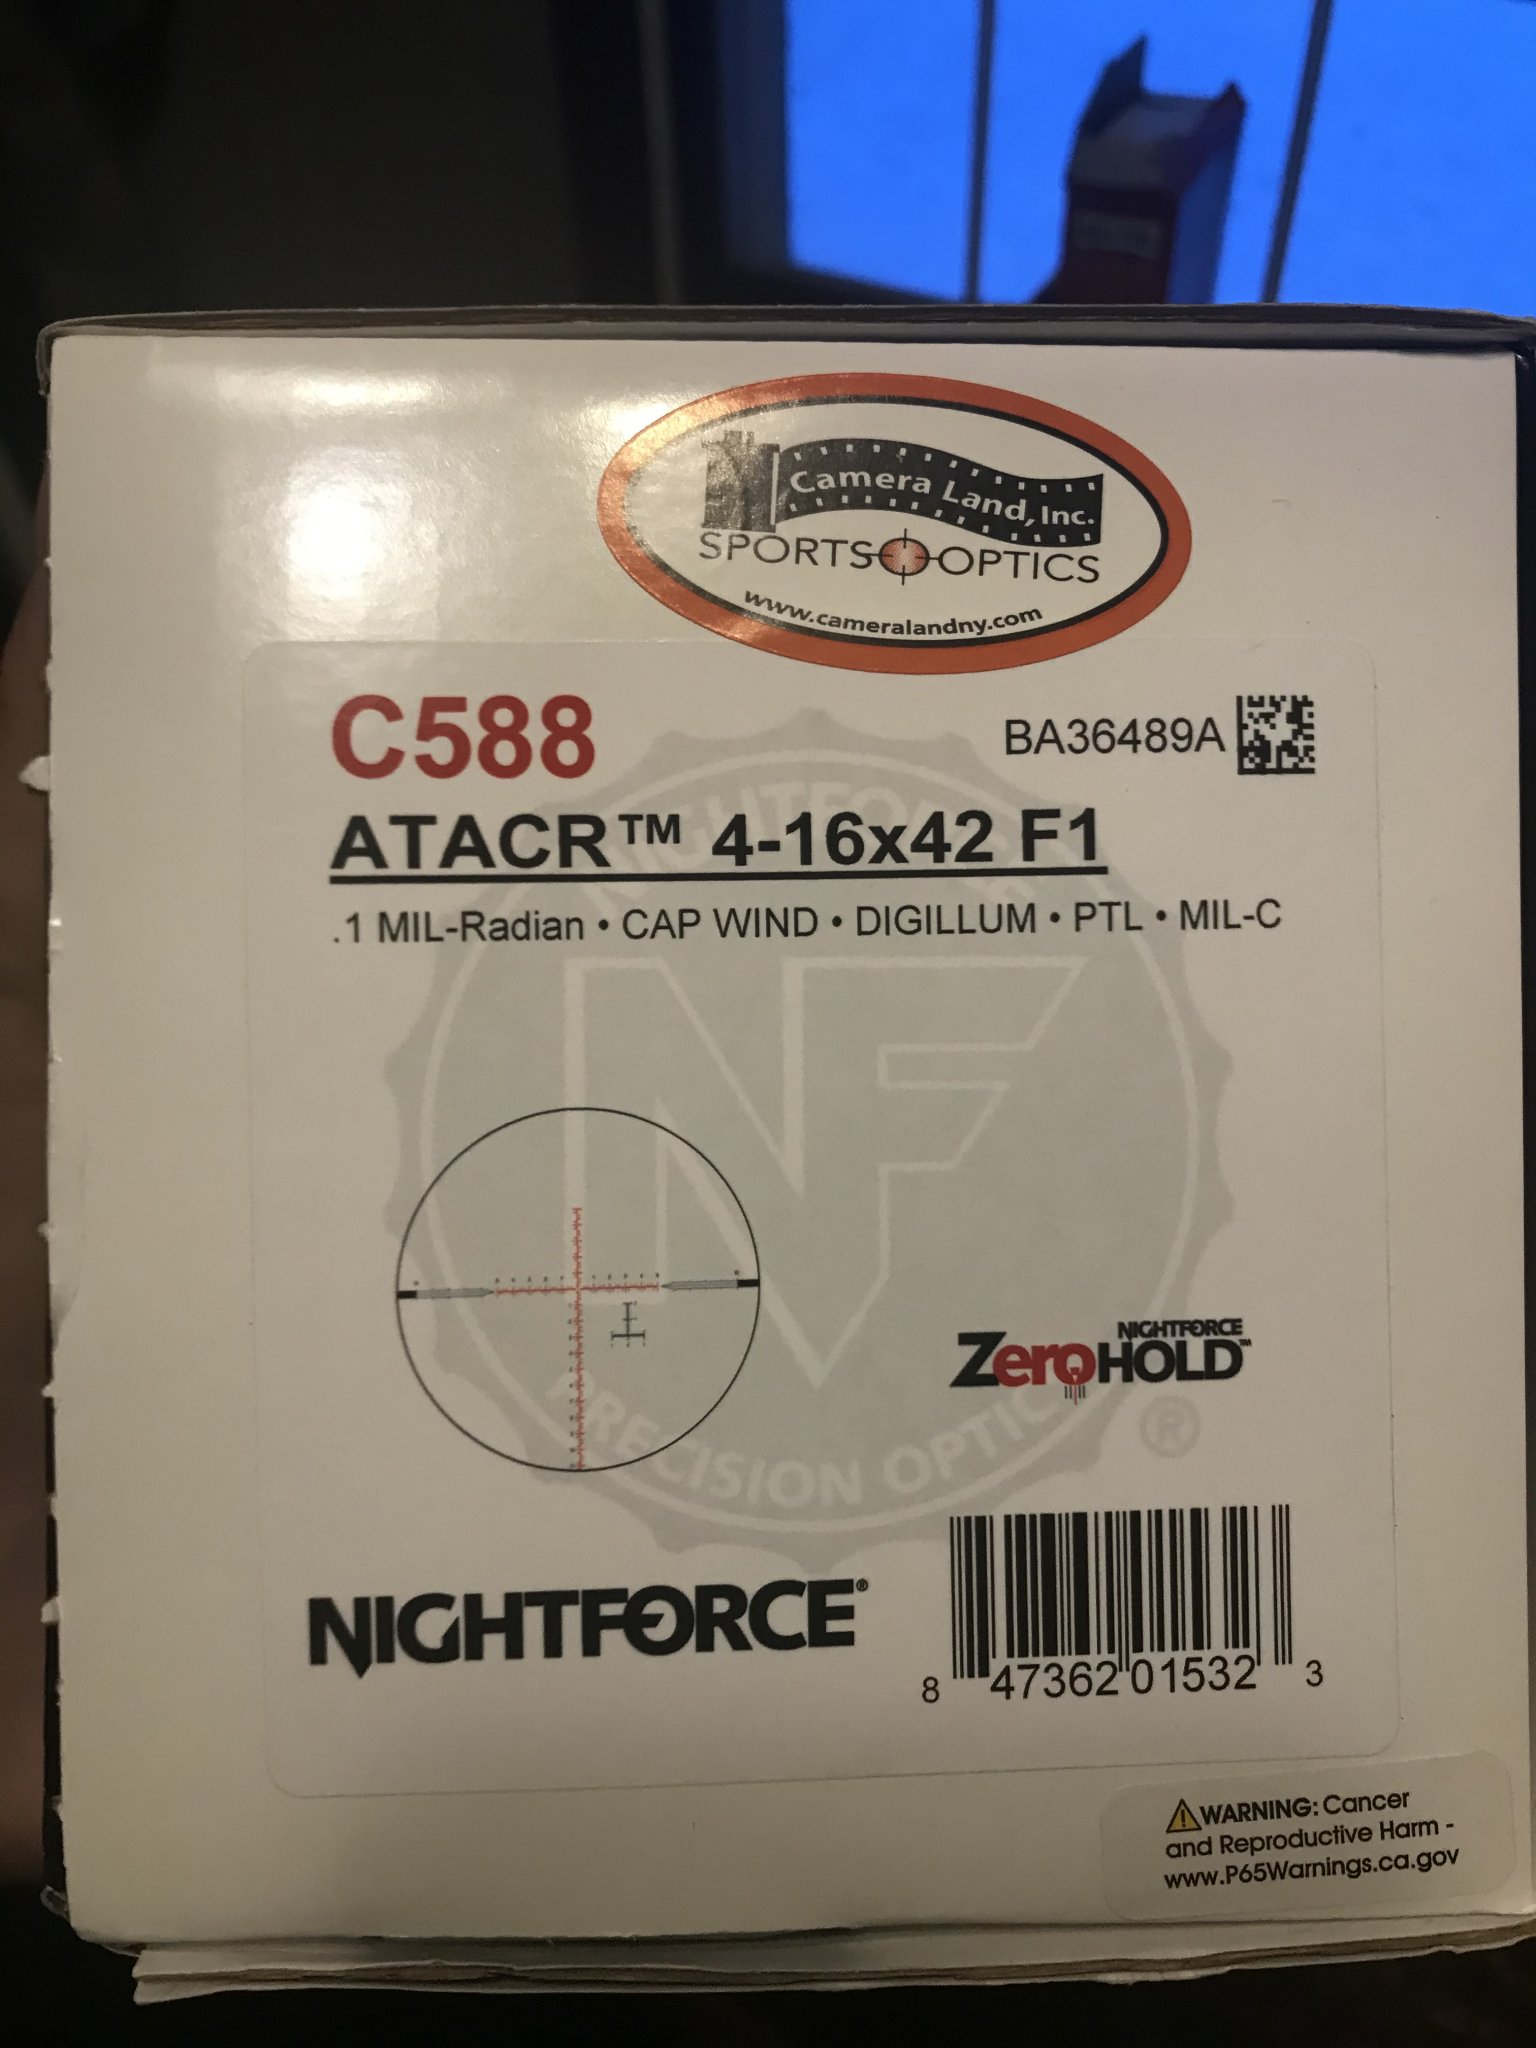 Camera Land, Inc.
SPORTS OPTICS
www.cameralandny.com
C588
BA36489A
ATACR™ 4-16x42 F1
.1 MIL-Radian • CAP WIND • DIGILLUM • PTL • MIL-C
NIGHTFORCE
NF
PRECISION OPTICS
®
NIGHTFORCE
ZeroHOLD™
NIGHTFORCE®
8 47362 01532 3
WARNING: Cancer
and Reproductive Harm -
www.P65Warnings.ca.gov